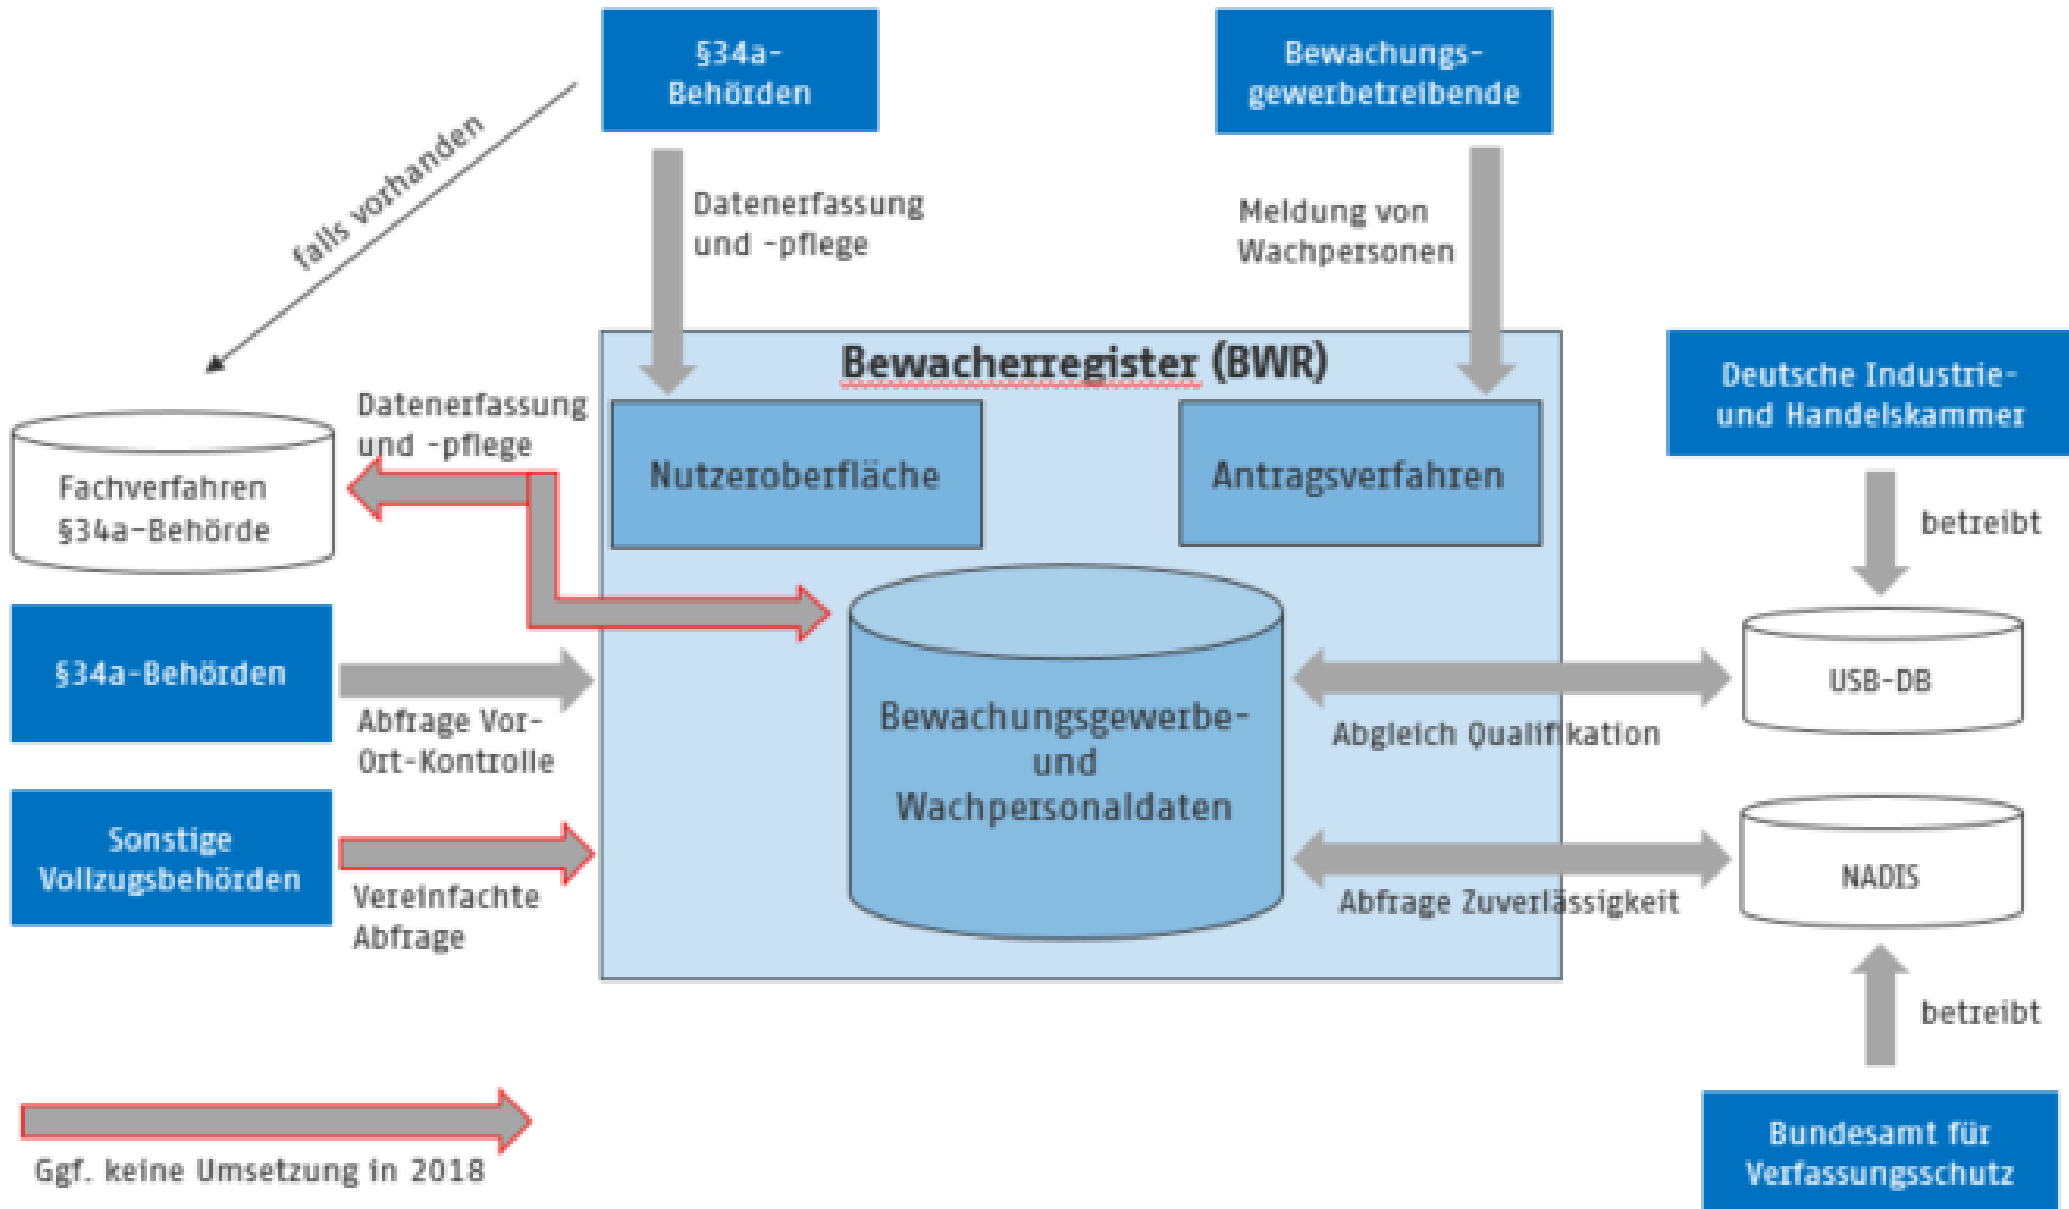 §34a-
Behörden
Bewachungs-
gewerbetreibende
falls vorhanden
Datenerfassung
und -pflege
Meldung von
Wachpersonen
Bewacherregister (BWR)
Deutsche Industrie-
und Handelskammer
Datenerfassung
und -pflege
Nutzeroberfläche
Antragsverfahren
Fachverfahren
§34a-Behörde
betreibt
§34a-Behörden
Abfrage Vor-
Ort-Kontrolle
Bewachungsgewerbe-
und
Wachpersonaldaten
USB-DB
Abgleich Qualifikation
Sonstige
Vollzugsbehörden
Vereinfachte
Abfrage
NADIS
Abfrage Zuverlässigkeit
betreibt
Ggf. keine Umsetzung in 2018
Bundesamt für
Verfassungsschutz